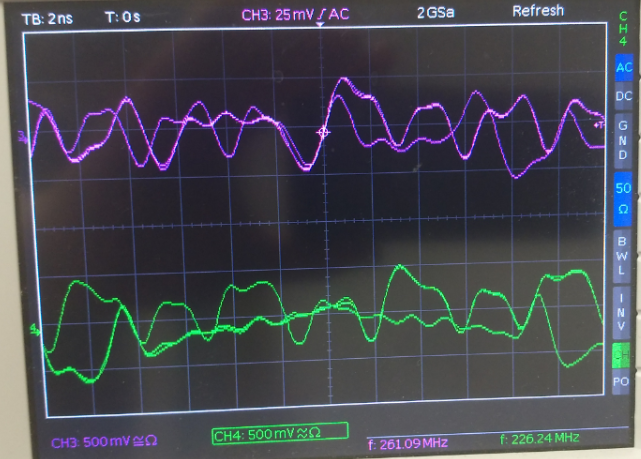 TB: 2ns T: 0s CH3: 25mV ∫ AC 2GSa Refresh
CH4
AC
DC
GND
50
Ω
BWL
INV
PO
CH3: 500mV≅Ω CH4: 500mV≈Ω f: 261.09MHz f: 226.24MHz